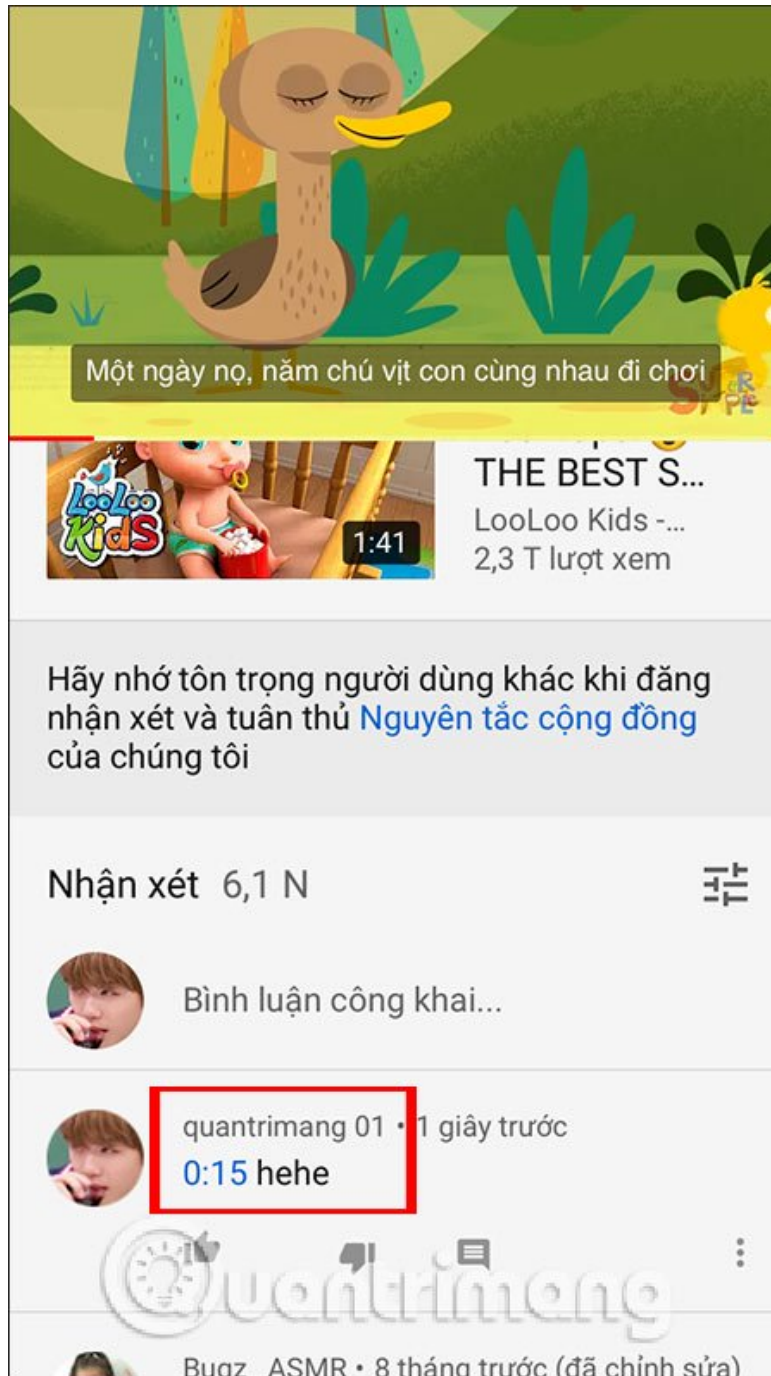 Một ngày nọ, năm chú vịt con cùng nhau đi chơi
SUPER
SIMPLE
THE BEST S...
LooLoo
Kids
1:41
LooLoo Kids -...
2,3 T lượt xem
Hãy nhớ tôn trọng người dùng khác khi đăng
nhận xét và tuân thủ Nguyên tắc cộng đồng
của chúng tôi
Nhận xét 6,1 N
Bình luận công khai...
quantrimang 01 • 1 giây trước
0:15 hehe
Quantrimang
Bugz_ASMR • 8 tháng trước (đã chỉnh sửa)